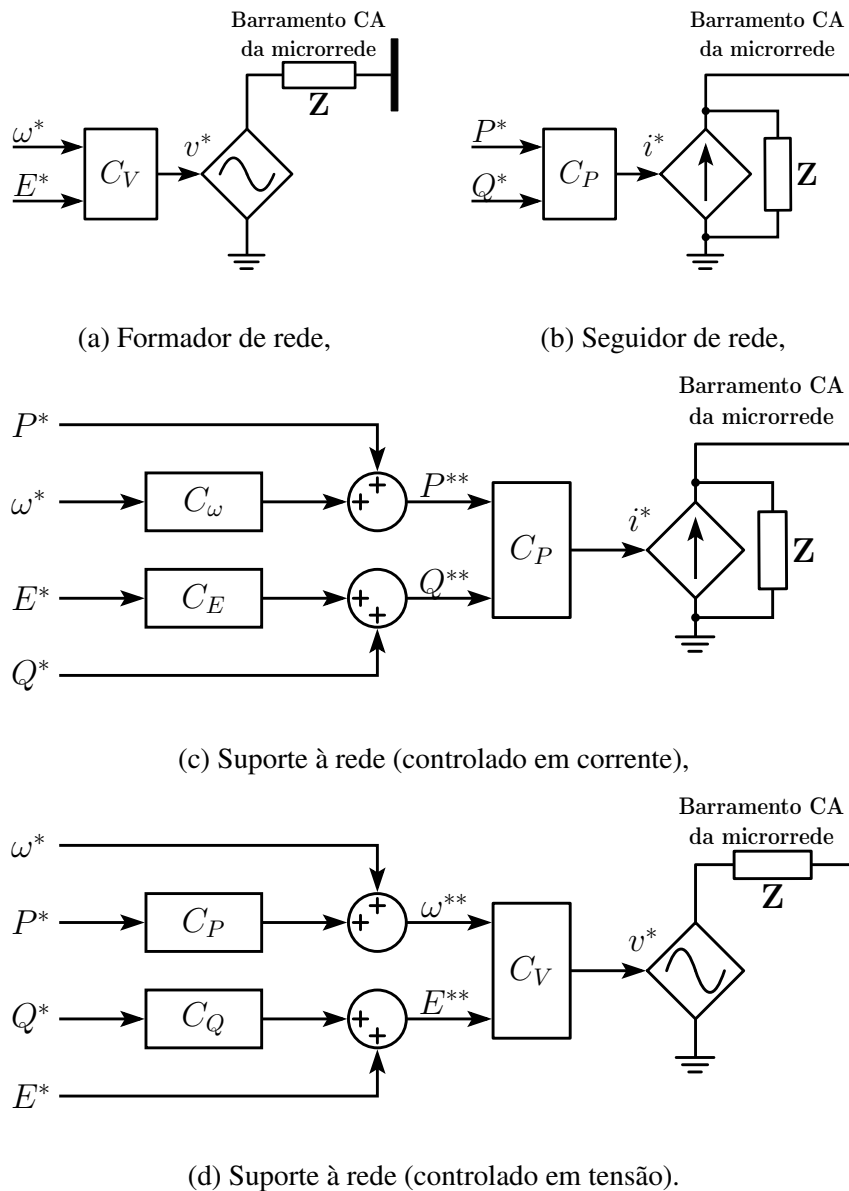 Barramento CA
da microrrede
Z
ω*
E*
C_V
v*
(a) Formador de rede,
Barramento CA
da microrrede
P*
Q*
C_P
i*
Z
(b) Seguidor de rede,
Barramento CA
da microrrede
P*
ω*
C_ω
+
+
P**
E*
C_E
+
+
Q**
Q*
C_P
i*
Z
(c) Suporte à rede (controlado em corrente),
Barramento CA
da microrrede
Z
ω*
P*
C_P
+
+
ω**
Q*
C_Q
+
+
E**
E*
C_V
v*
(d) Suporte à rede (controlado em tensão).